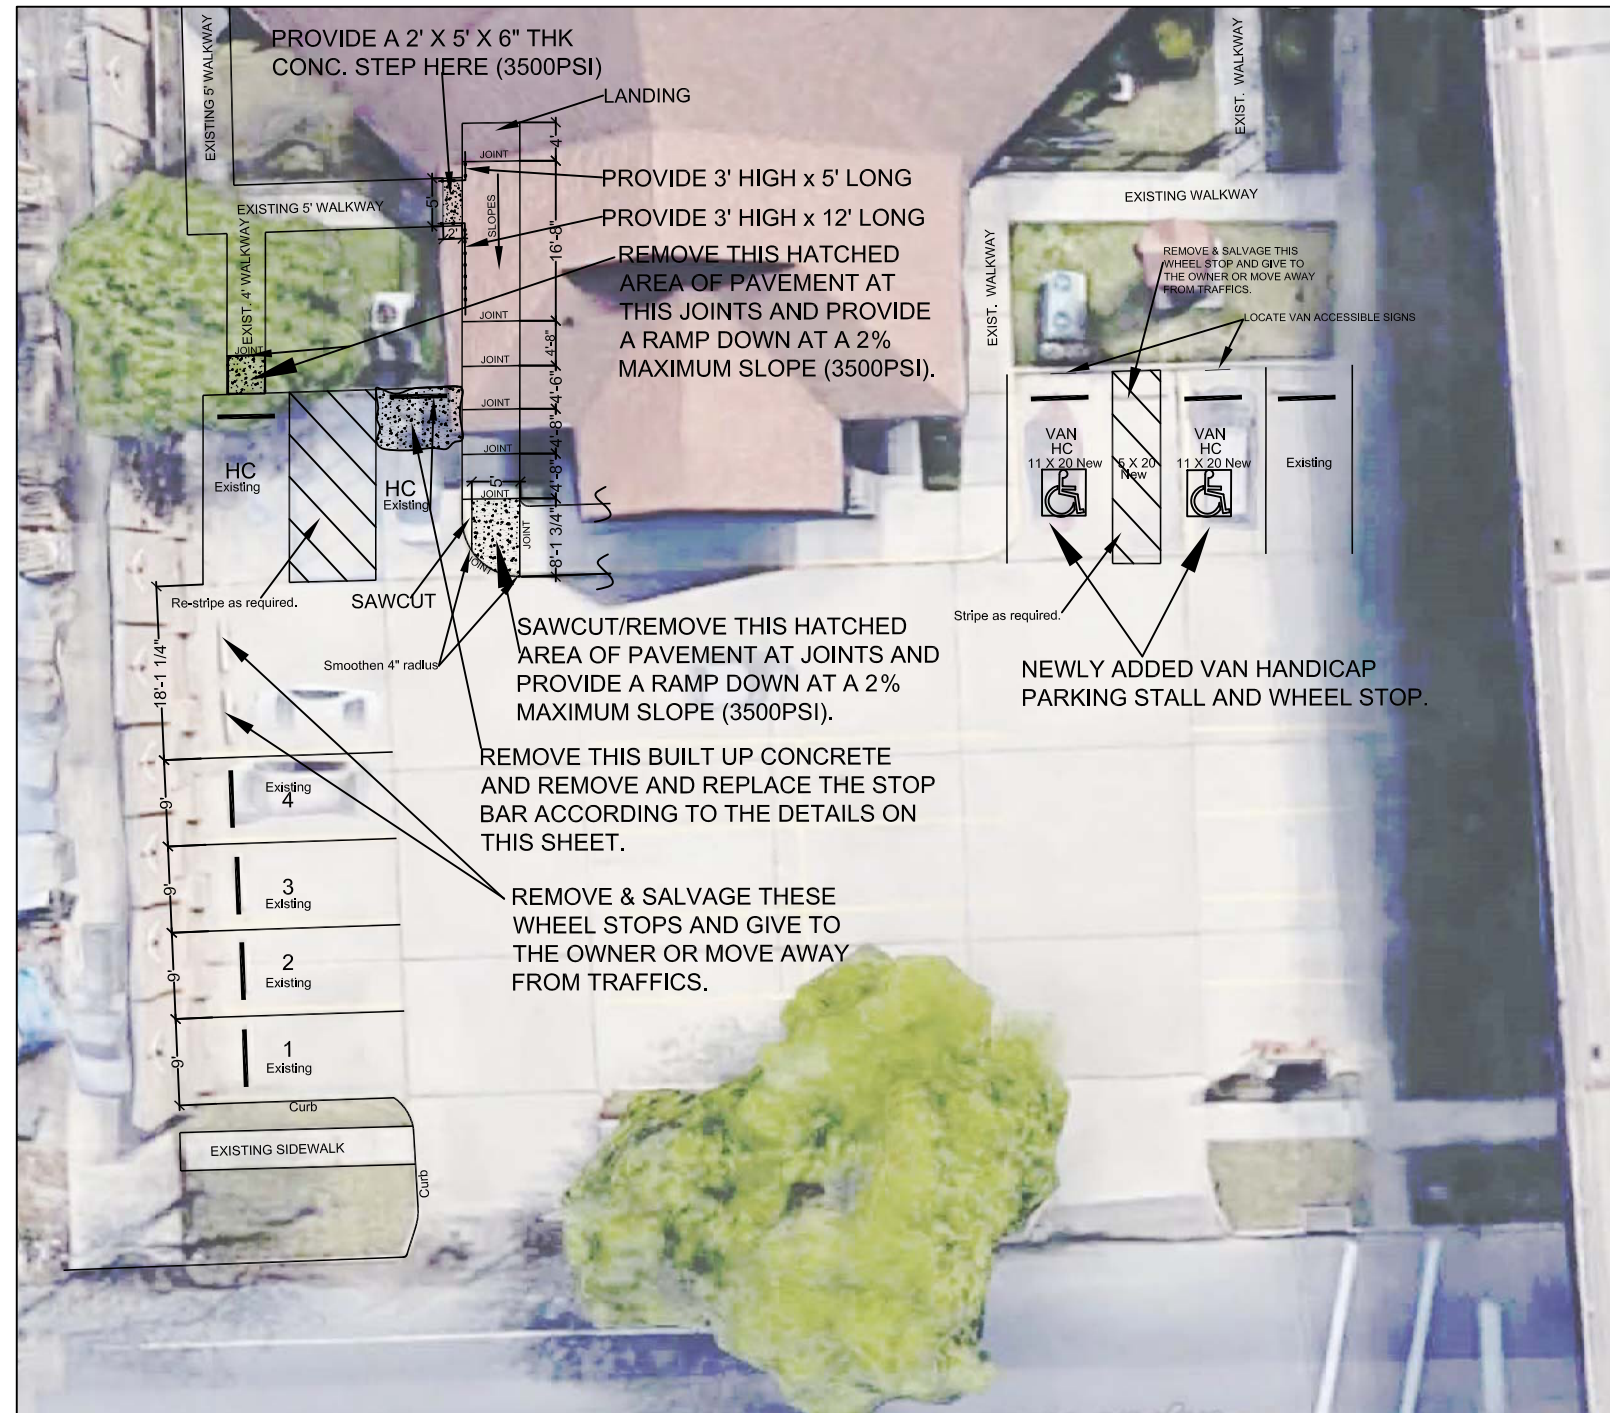 PROVIDE A 2' X 5' X 6" THK
CONC. STEP HERE (3500PSI)
LANDING
EXISTING 5' WALKWAY
EXIST. WALKWAY
4'
JOINT
PROVIDE 3' HIGH x 5' LONG
EXISTING WALKWAY
EXISTING 5' WALKWAY
5'
SLOPES
PROVIDE 3' HIGH x 12' LONG
2'
16'-8"
REMOVE THIS HATCHED
AREA OF PAVEMENT AT
THIS JOINTS AND PROVIDE
A RAMP DOWN AT A 2%
MAXIMUM SLOPE (3500PSI).
EXIST. 4' WALKWAY
EXIST. WALKWAY
REMOVE & SALVAGE THIS
WHEEL STOP AND GIVE TO
THE OWNER OR MOVE AWAY
FROM TRAFFICS.
LOCATE VAN ACCESSIBLE SIGNS
JOINT
JOINT
JOINT
4'-8"
JOINT
4'-6"
JOINT
4'-8"
JOINT
4'-8"
5'
JOINT
JOINT
8'-1 3/4"
HC
Existing
HC
Existing
VAN
HC
11 X 20 New
5 X 20
New
VAN
HC
11 X 20 New
Existing
Re-stripe as required.
SAWCUT
Smoothen 4" radius
Stripe as required.
SAWCUT/REMOVE THIS HATCHED
AREA OF PAVEMENT AT JOINTS AND
PROVIDE A RAMP DOWN AT A 2%
MAXIMUM SLOPE (3500PSI).
NEWLY ADDED VAN HANDICAP
PARKING STALL AND WHEEL STOP.
18'-1 1/4"
REMOVE THIS BUILT UP CONCRETE
AND REMOVE AND REPLACE THE STOP
BAR ACCORDING TO THE DETAILS ON
THIS SHEET.
Existing
4
9'
REMOVE & SALVAGE THESE
WHEEL STOPS AND GIVE TO
THE OWNER OR MOVE AWAY
FROM TRAFFICS.
3
Existing
9'
2
Existing
9'
1
Existing
9'
Curb
EXISTING SIDEWALK
Curb